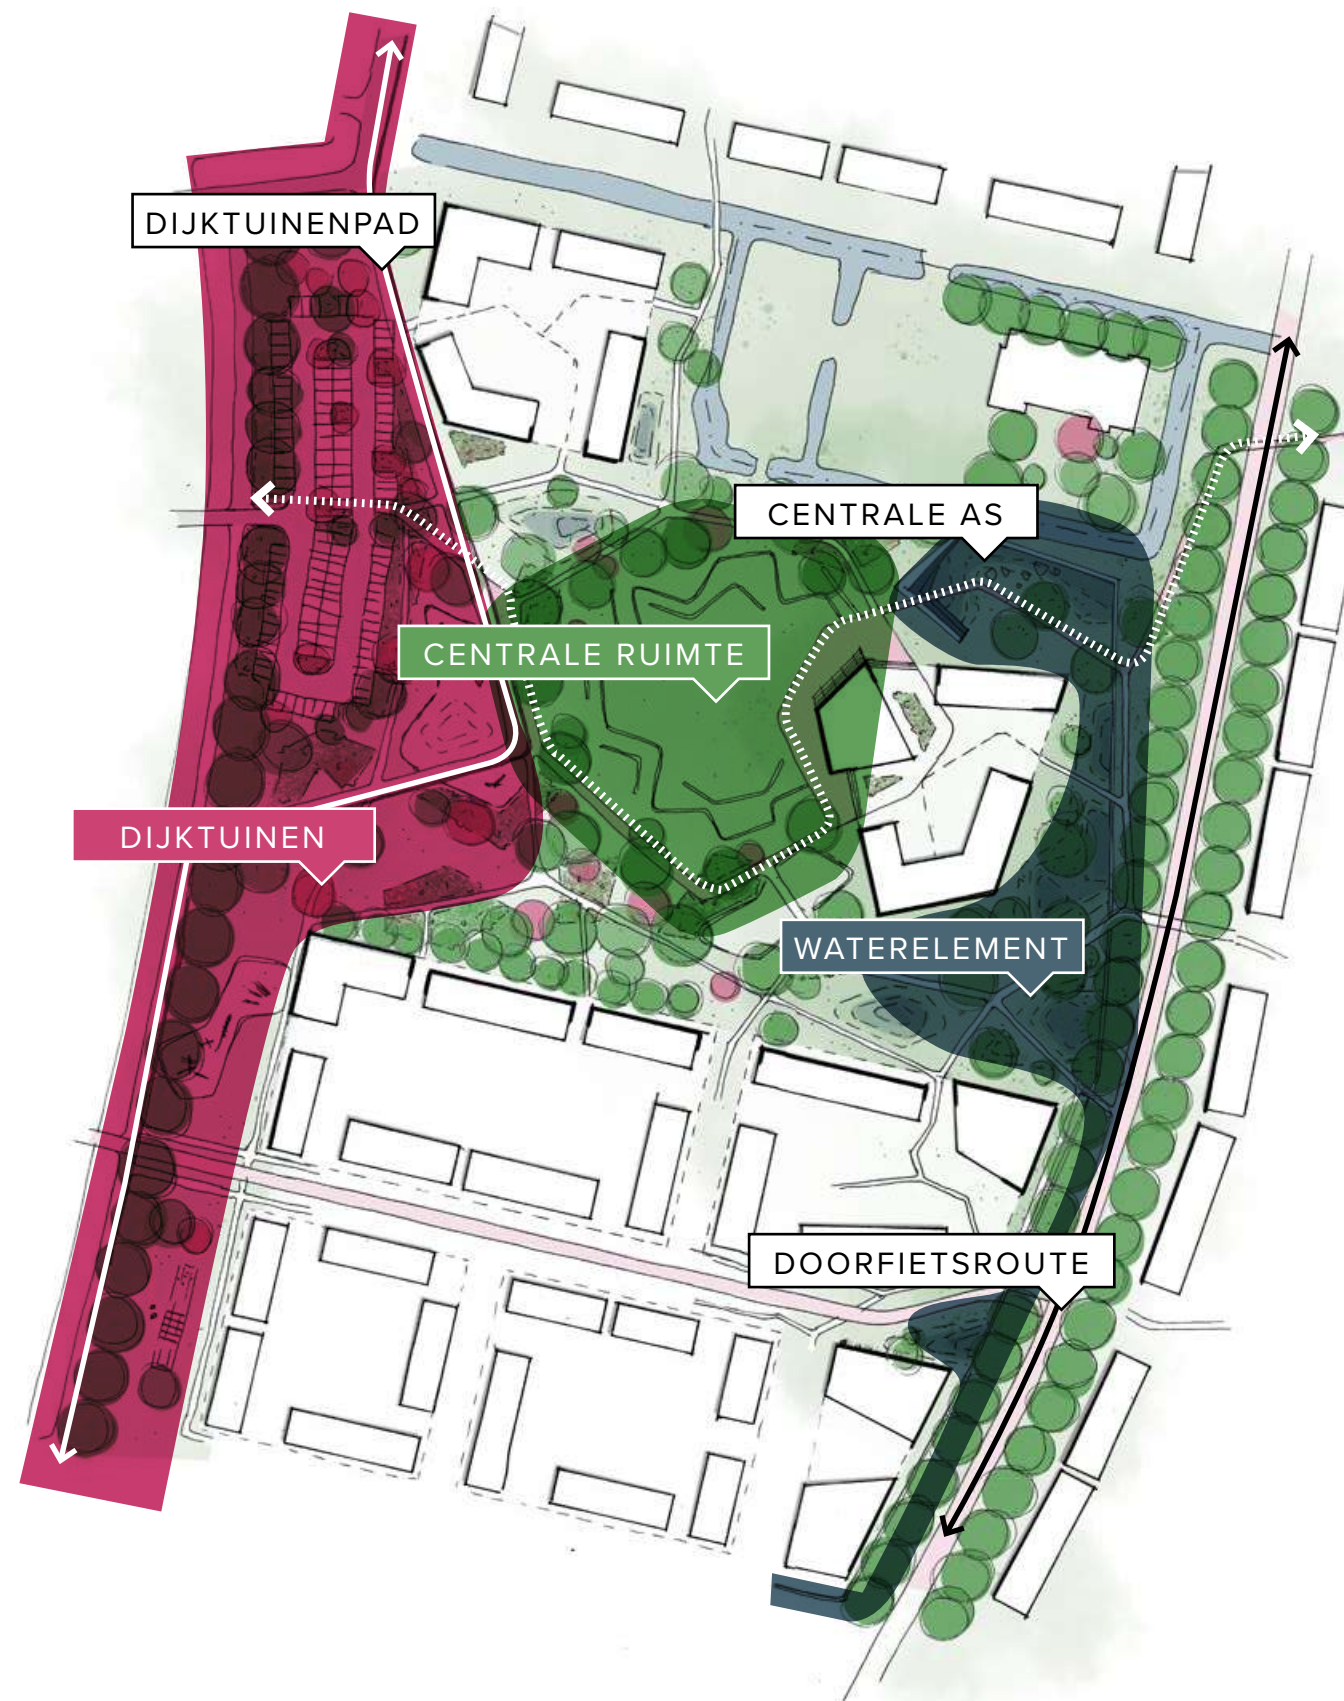 DIJKTUINENPAD
CENTRALE AS
CENTRALE RUIMTE
DIJKTUINEN
WATERELEMENT
DOORFIETSROUTE